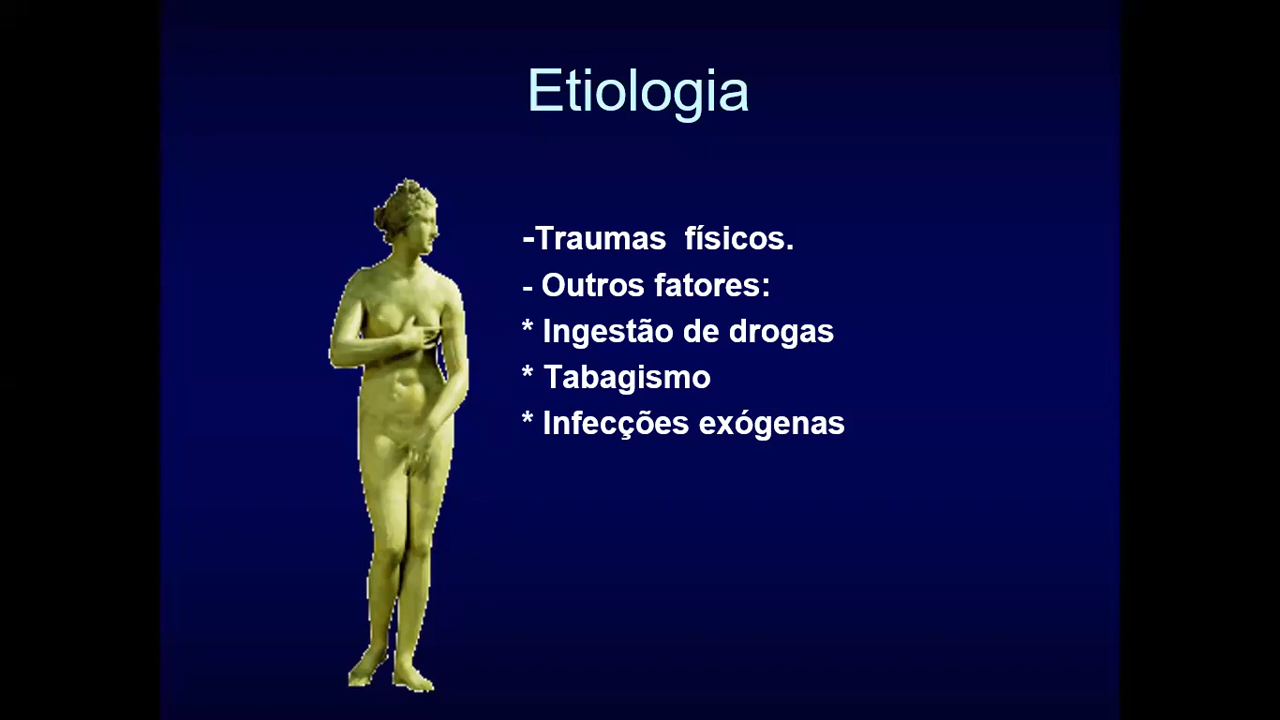 Etiologia
-Traumas  físicos.
- Outros fatores:
* Ingestão de drogas
* Tabagismo
* Infecções exógenas